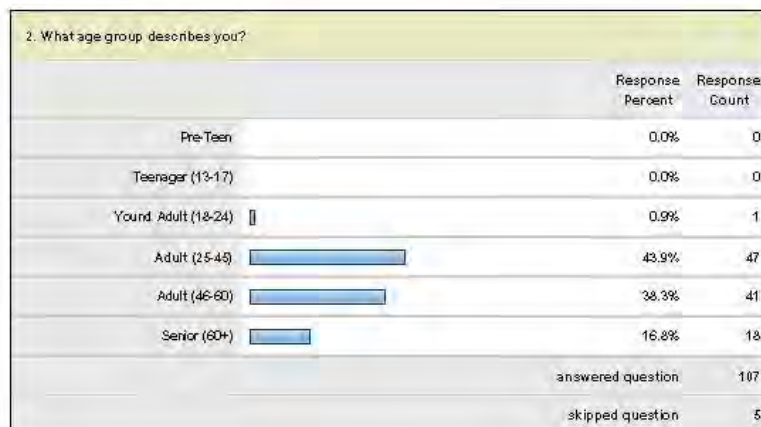 2. What age group describes you?
Response Percent
Response Count
Pre-Teen 0.0% 0
Teenager (13-17) 0.0% 0
Yound Adult (18-24) 0.9% 1
Adult (25-45) 43.9% 47
Adult (46-60) 38.3% 41
Senior (60+) 16.8% 18
answered question 107
skipped question 5